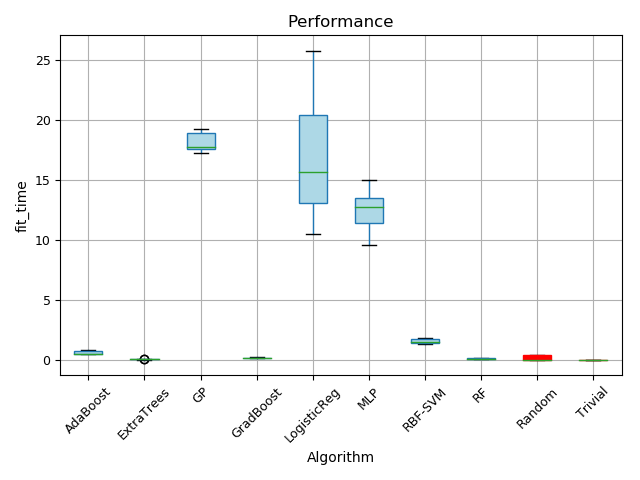 Performance
25
20
15
10
5
0
fit_time
AdaBoost
ExtraTrees
GP
GradBoost
LogisticReg
MLP
RBF-SVM
RF
Random
Trivial
Algorithm